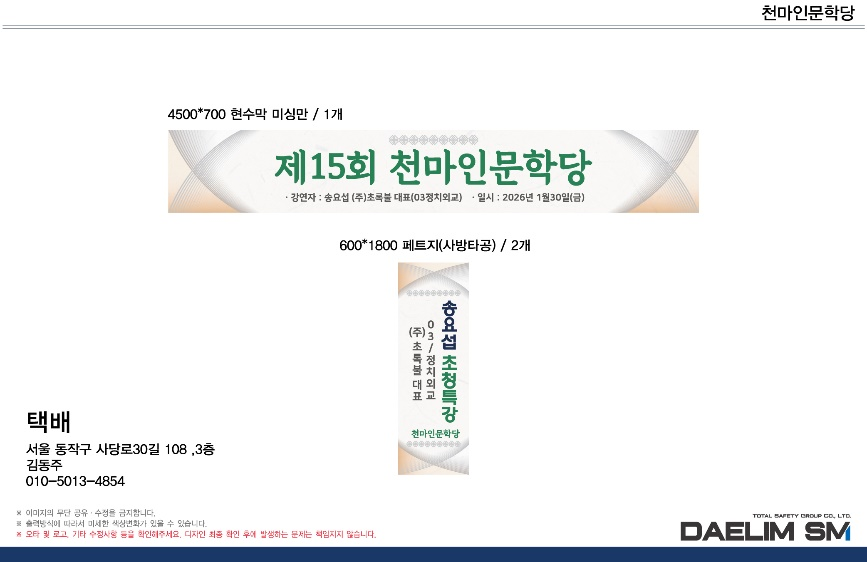 천마인문학당
4500*700 현수막 미싱만 / 1개
제15회 천마인문학당
· 강연자 : 송요섭 (주)초록불 대표(03정치외교) · 일시 : 2026년 1월30일(금)
600*1800 페트지(사방타공) / 2개
송요섭 초청특강
03/정치외교
(주)초록불 대표
천마인문학당
택배
서울 동작구 사당로30길 108 ,3층
김동주
010-5013-4854
※ 이미지의 무단 공유 · 수정을 금지합니다.
※ 출력방식에 따라서 미세한 색상변화가 있을 수 있습니다.
※ 오타 및 로고, 기타 수정사항 등을 확인해주세요. 디자인 최종 확인 후에 발생하는 문제는 책임지지 않습니다.
TOTAL SAFETY GROUP CO., LTD.
DAELIM SM